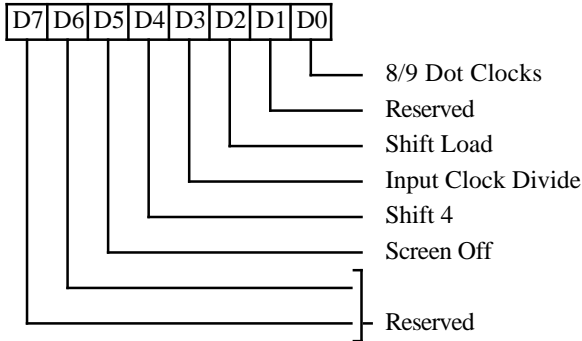 D7 D6 D5 D4 D3 D2 D1 D0
8/9 Dot Clocks
Reserved
Shift Load
Input Clock Divide
Shift 4
Screen Off
Reserved